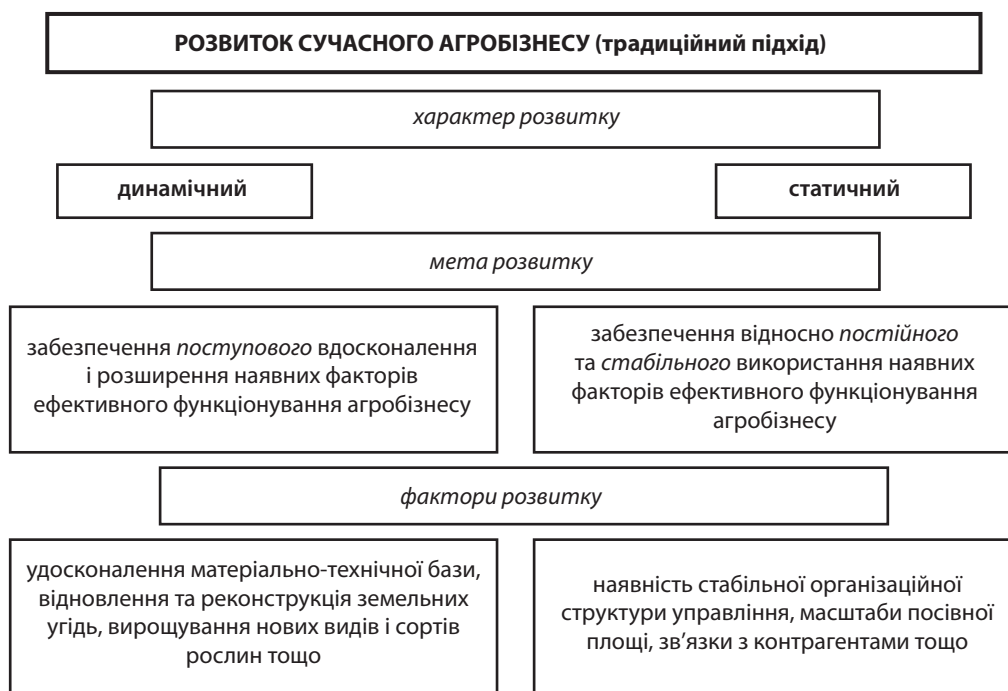 РОЗВИТОК СУЧАСНОГО АГРОБІЗНЕСУ (традиційний підхід)
характер розвитку
динамічний
статичний
мета розвитку
забезпечення поступового вдосконалення
і розширення наявних факторів
ефективного функціонування агробізнесу
забезпечення відносно постійного
та стабільного використання наявних
факторів ефективного функціонування
агробізнесу
фактори розвитку
удосконалення матеріально-технічної бази,
відновлення та реконструкція земельних
угідь, вирощування нових видів і сортів
рослин тощо
наявність стабільної організаційної
структури управління, масштаби посівної
площі, зв’язки з контрагентами тощо